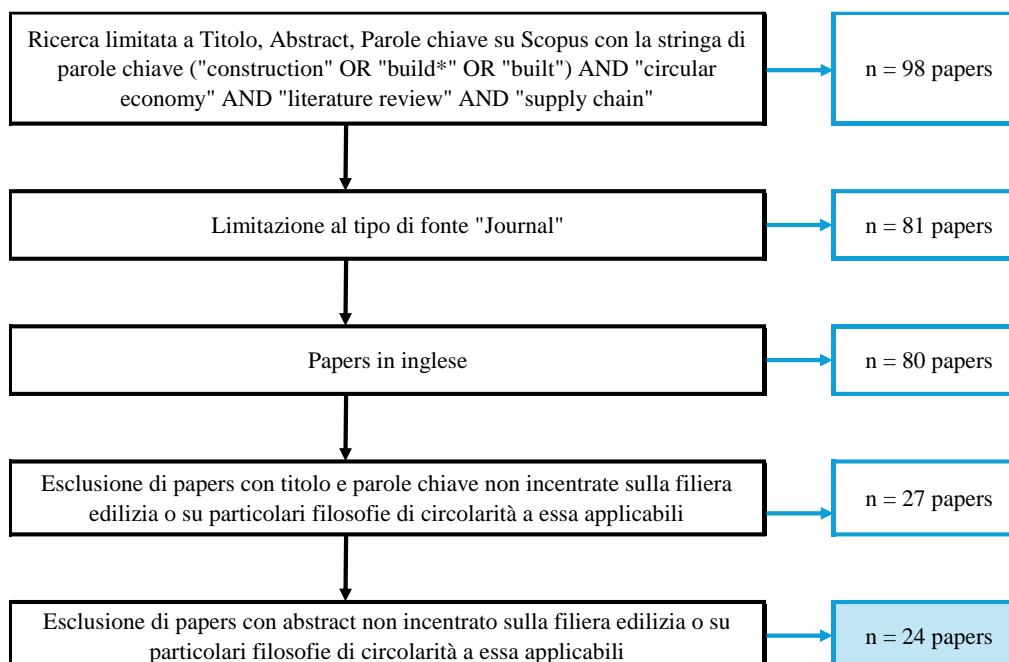 Ricerca limitata a Titolo, Abstract, Parole chiave su Scopus con la stringa di
parole chiave ("construction" OR "build*" OR "built") AND "circular
economy" AND "literature review" AND "supply chain"
n = 98 papers
Limitazione al tipo di fonte "Journal"
n = 81 papers
Papers in inglese
n = 80 papers
Esclusione di papers con titolo e parole chiave non incentrate sulla filiera
edilizia o su particolari filosofie di circolarità a essa applicabili
n = 27 papers
Esclusione di papers con abstract non incentrato sulla filiera edilizia o su
particolari filosofie di circolarità a essa applicabili
n = 24 papers